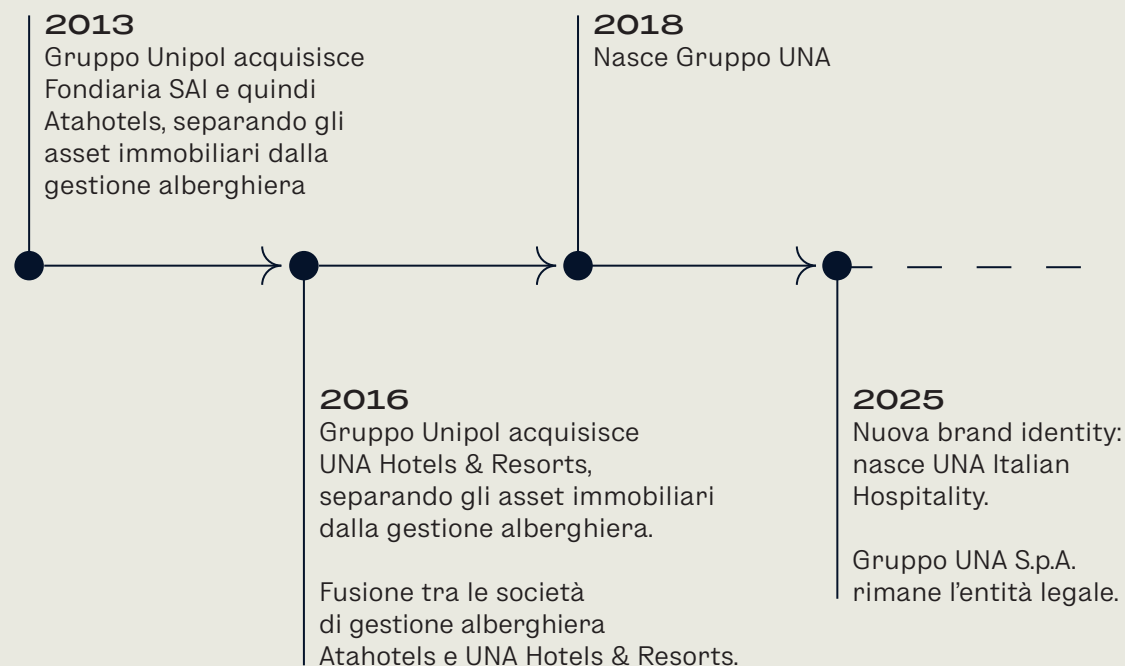 2013
Gruppo Unipol acquisisce
Fondiaria SAI e quindi
Atahotels, separando gli
asset immobiliari dalla
gestione alberghiera
2016
Gruppo Unipol acquisisce
UNA Hotels & Resorts,
separando gli asset immobiliari
dalla gestione alberghiera.
Fusione tra le società
di gestione alberghiera
Atahotels e UNA Hotels & Resorts.
2018
Nasce Gruppo UNA
2025
Nuova brand identity:
nasce UNA Italian
Hospitality.
Gruppo UNA S.p.A.
rimane l’entità legale.